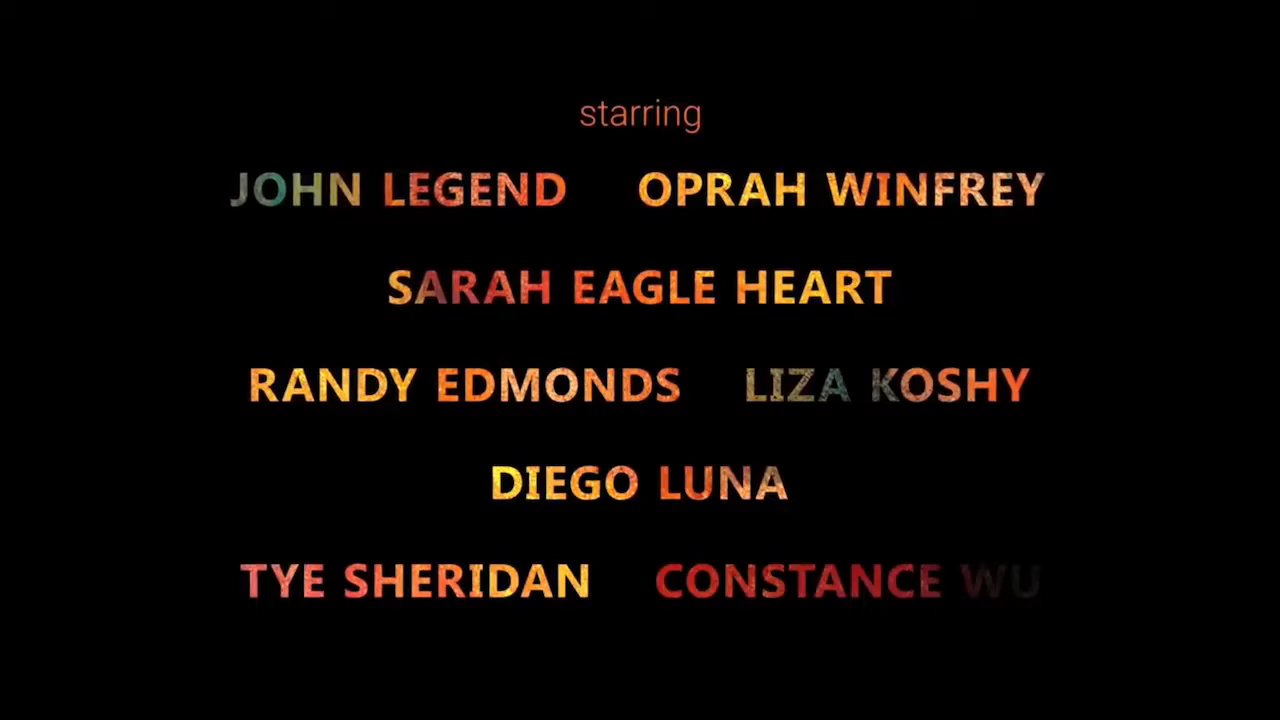 starring
JOHN LEGEND OPRAH WINFREY
SARAH EAGLE HEART
RANDY EDMONDS LIZA KOSHY
DIEGO LUNA
TYE SHERIDAN CONSTANCE WU